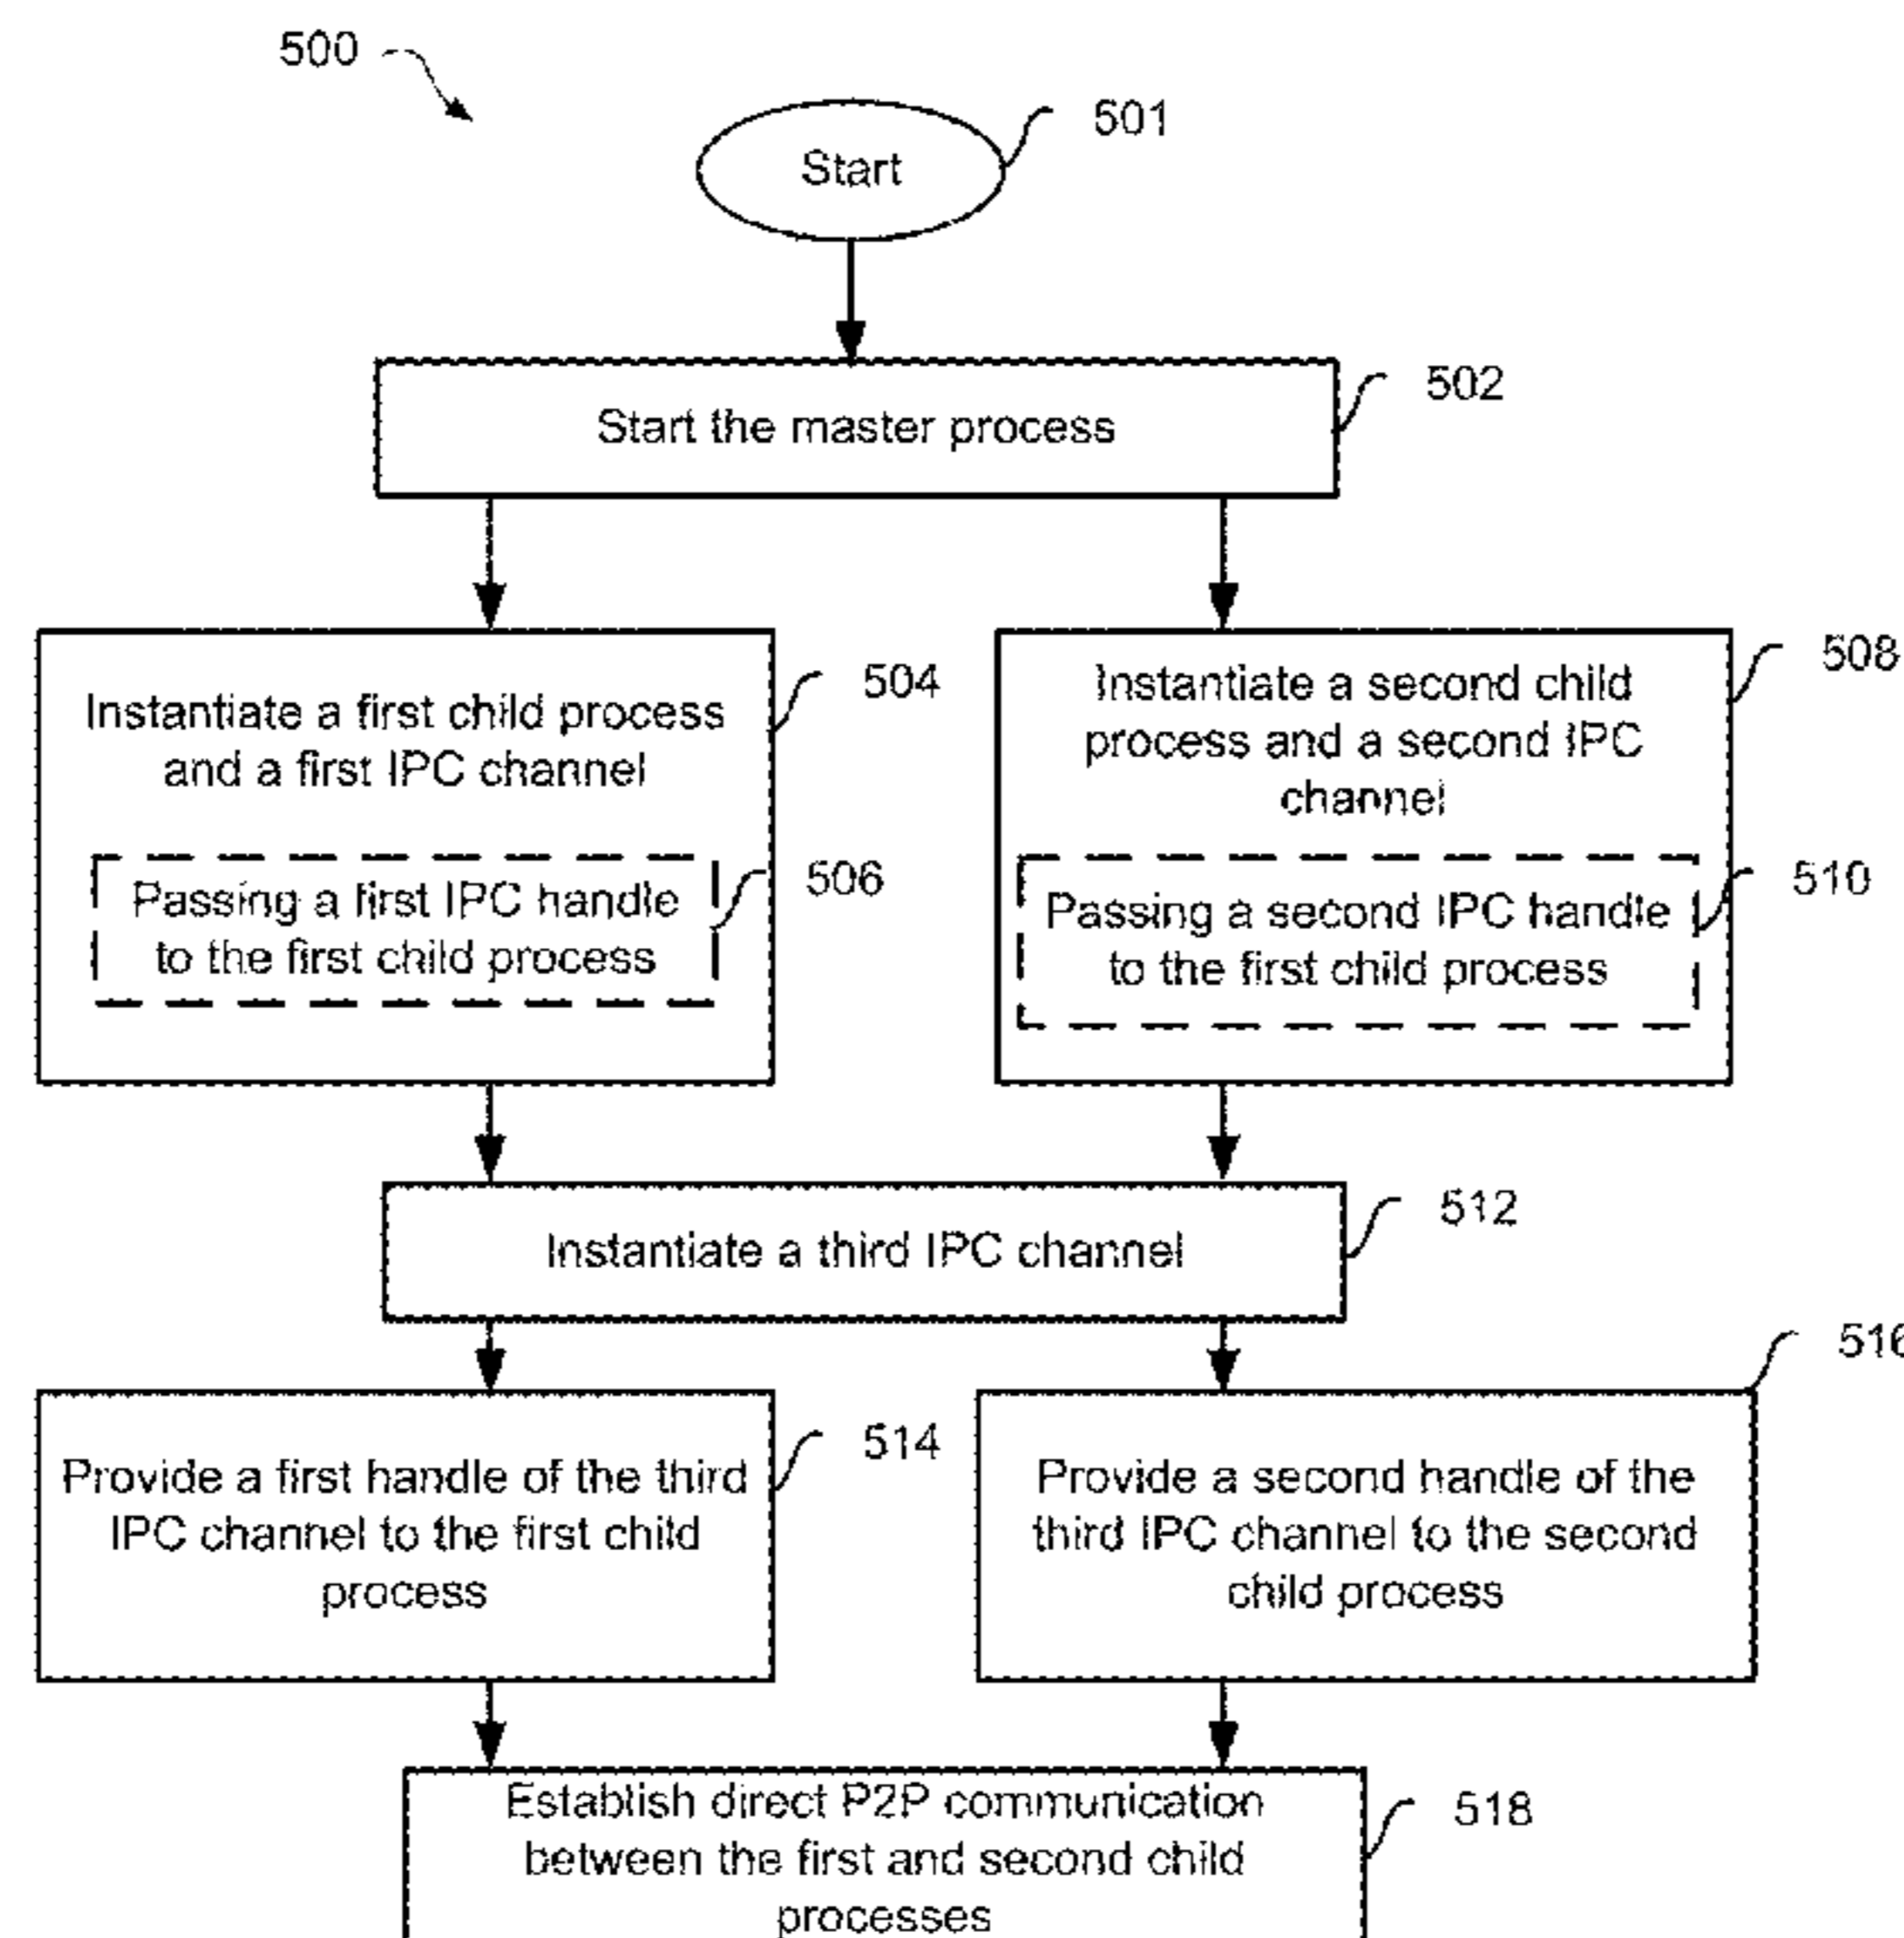 500
501
Start
502
Start the master process
504
Instantiate a first child process
and a first IPC channel
506
Passing a first IPC handle
to the first child process
508
Instantiate a second child
process and a second IPC
channel
510
Passing a second IPC handle
to the first child process
512
Instantiate a third IPC channel
514
Provide a first handle of the third
IPC channel to the first child
process
516
Provide a second handle of the
third IPC channel to the second
child process
518
Establish direct P2P communication
between the first and second child
processes